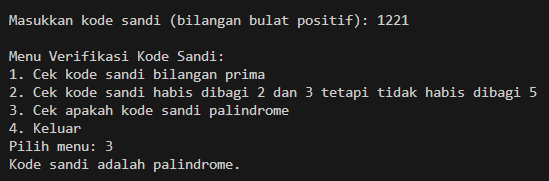 Masukkan kode sandi (bilangan bulat positif): 1221
Menu Verifikasi Kode Sandi:
1. Cek kode sandi bilangan prima
2. Cek kode sandi habis dibagi 2 dan 3 tetapi tidak habis dibagi 5
3. Cek apakah kode sandi palindrome
4. Keluar
Pilih menu: 3
Kode sandi adalah palindrome.